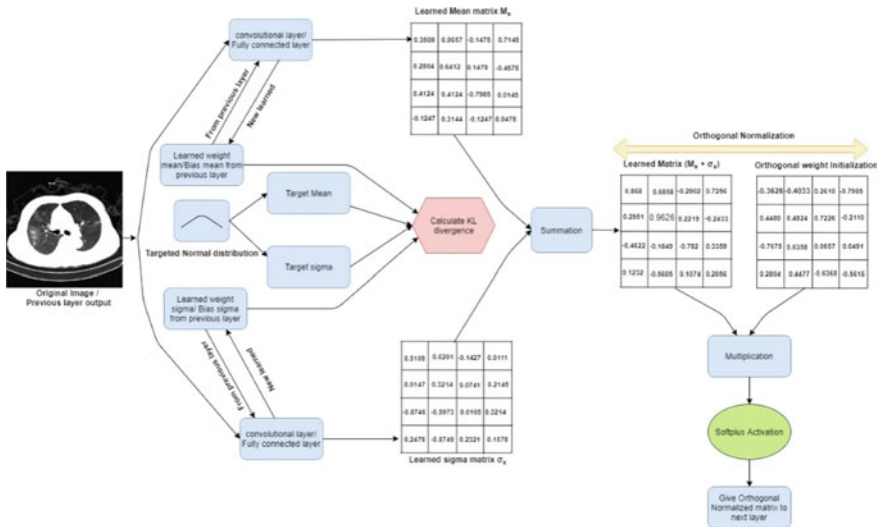 Learned Mean matrix Mₙ
convolutional layer/
Fully connected layer
0.3509 0.0657 -0.1475 0.7145
0.2804 0.6412 0.1478 -0.4578
0.4124 0.4124 -0.7985 0.0145
-0.1247 0.3144 -0.1247 0.0478
From previous layer
New learned
Learned weight
mean/Bias mean from
previous layer
Target Mean
Targeted Normal distribution
Target sigma
Calculate KL
divergence
Summation
Original Image /
Previous layer output
Learned weight
sigma/ Bias sigma
from previous layer
From previous layer
New learned
convolutional layer/
Fully connected layer
0.5108 0.6201 -0.1427 0.0111
0.0147 0.3214 0.0741 0.2145
-0.8746 -0.5973 0.0165 0.3214
0.2478 -0.8749 0.2321 0.1578
Learned sigma matrix σₙ
Orthogonal Normalization
Learned Matrix (Mₙ + σₙ)
0.868 0.6858 -0.2902 0.7256
0.2951 0.9626 0.2219 -0.2433
-0.4622 -0.1849 -0.782 0.3359
0.1232 -0.5605 0.1074 0.2056
Orthogonal weight Initialization
-0.3628 -0.4033 0.2610 -0.7985
0.4490 0.4824 0.7226 -0.2110
-0.7675 0.6358 0.0657 0.0491
0.2804 0.4477 -0.6368 -0.5616
Multiplication
Softplus Activation
Give Orthogonal
Normalized matrix to
next layer